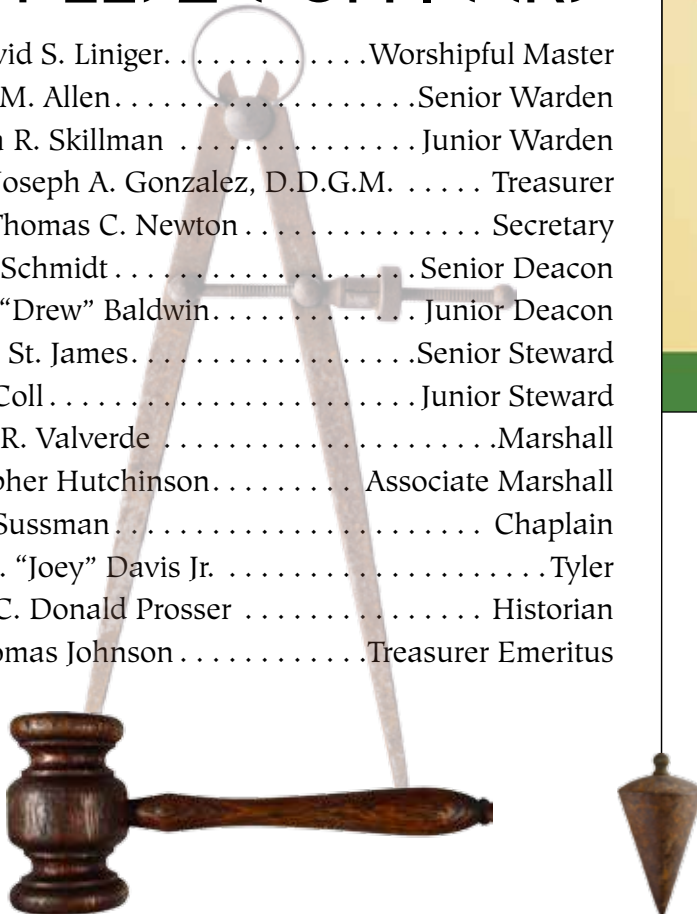 vid S. Liniger. . . . . . . . . . . . .Worshipful Master
M. Allen. . . . . . . . . . . . . . . . . . .Senior Warden
R. Skillman . . . . . . . . . . . . . . . Junior Warden
Joseph A. Gonzalez, D.D.G.M. . . . . . Treasurer
Thomas C. Newton . . . . . . . . . . . . . . Secretary
Schmidt . . . . . . . . . . . . . . . . . . . Senior Deacon
“Drew” Baldwin. . . . . . . . . . . . . Junior Deacon
St. James. . . . . . . . . . . . . . . . . .Senior Steward
Coll . . . . . . . . . . . . . . . . . . . . . . . Junior Steward
R. Valverde . . . . . . . . . . . . . . . . . . . . .Marshall
pher Hutchinson. . . . . . . . . Associate Marshall
Sussman. . . . . . . . . . . . . . . . . . . . . . . Chaplain
. “Joey” Davis Jr. . . . . . . . . . . . . . . . . . . . . Tyler
C. Donald Prosser . . . . . . . . . . . . . . . Historian
omas Johnson . . . . . . . . . . . .Treasurer Emeritus